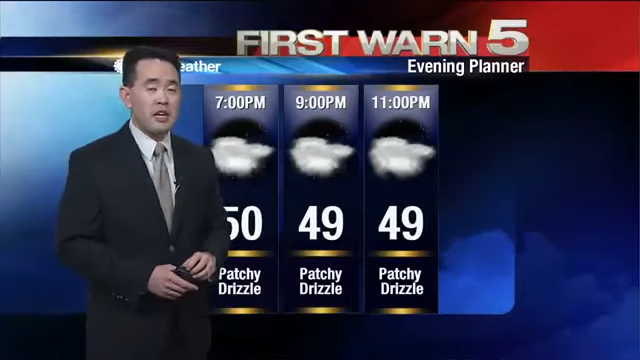 FIRST WARN 5
Weather
Evening Planner
7:00PM 9:00PM 11:00PM
50 49 49
Patchy Patchy Patchy
Drizzle Drizzle Drizzle